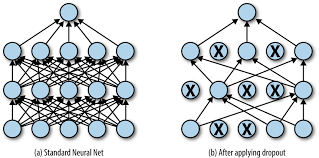 X X X
X X X
X X
(a) Standard Neural Net (b) After applying dropout